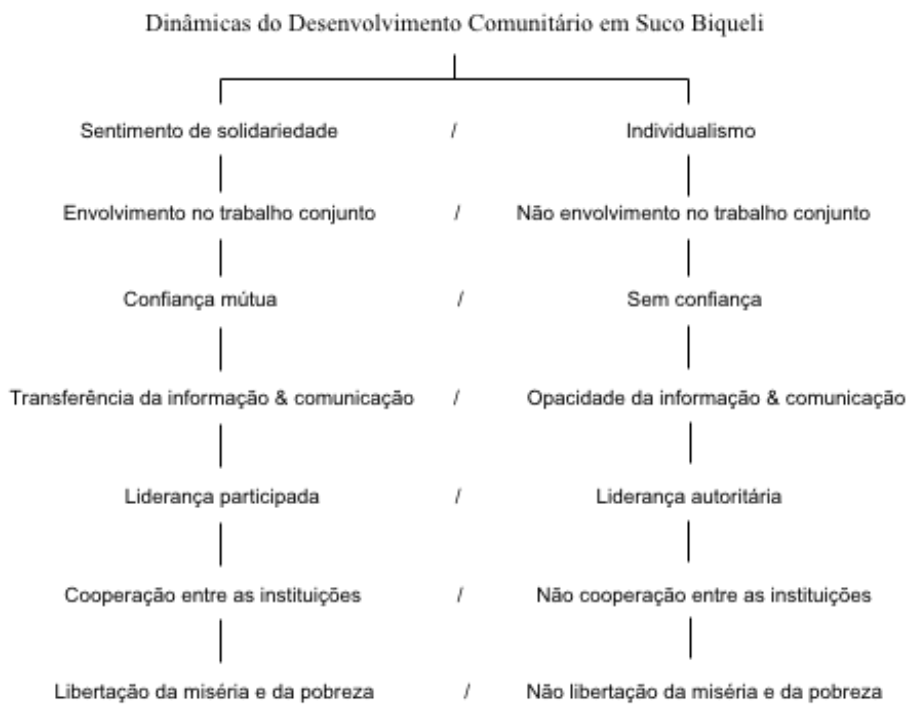 Dinâmicas do Desenvolvimento Comunitário em Suco Biqueli
Sentimento de solidariedade / Individualismo
Envolvimento no trabalho conjunto / Não envolvimento no trabalho conjunto
Confiança mútua / Sem confiança
Transferência da informação & comunicação / Opacidade da informação & comunicação
Liderança participada / Liderança autoritária
Cooperação entre as instituições / Não cooperação entre as instituições
Libertação da miséria e da pobreza / Não libertação da miséria e da pobreza